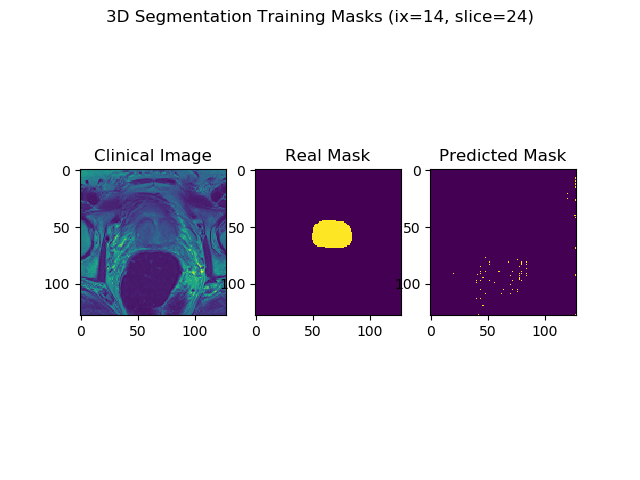 3D Segmentation Training Masks (ix=14, slice=24)
Clinical Image Real Mask Predicted Mask
0 0 0
50 50 50
100 100 100
0 50 100 0 50 100 0 50 100